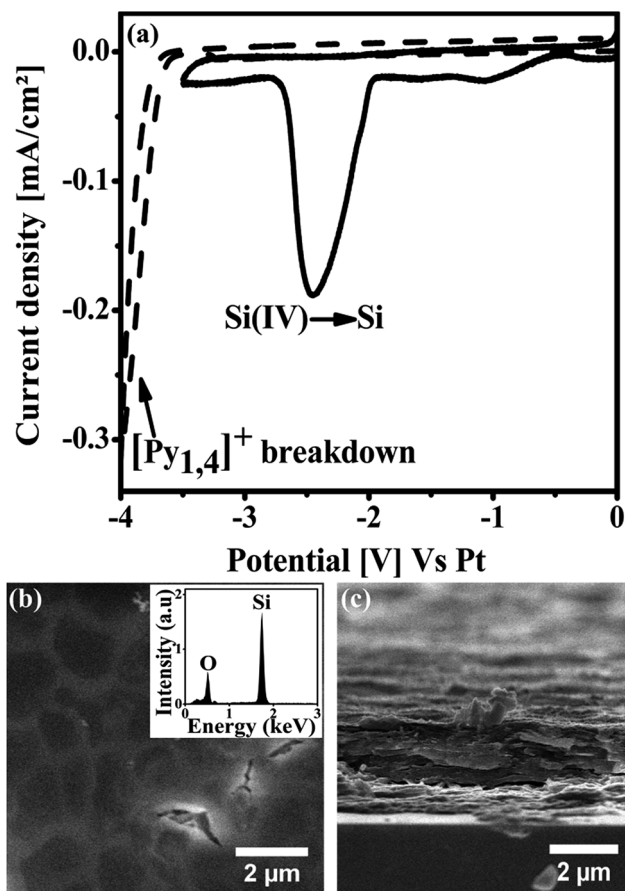 (a)
0.0
-0.1
-0.2
-0.3
Current density [mA/cm²]
Si(IV)→Si
[Py1,4]+ breakdown
-4 -3 -2 -1 0
Potential [V] Vs Pt
(b)
2
1
0
Intensity (a.u)
Si
O
0 1 2 3
Energy (keV)
2 µm
(c)
2 µm